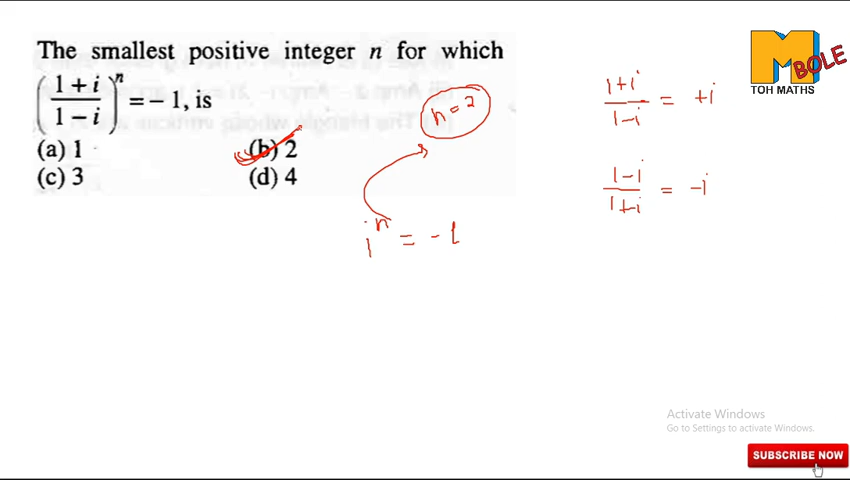 The smallest positive integer n for which
(1 + i / 1 − i)^n = − 1, is
(a) 1
(b) 2
(c) 3
(d) 4
n = 2
i^n = -1
1+i / 1-i = +i
1-i / 1+i = -i
M
BOLE
TOH MATHS
Activate Windows
Go to Settings to activate Windows.
SUBSCRIBE NOW